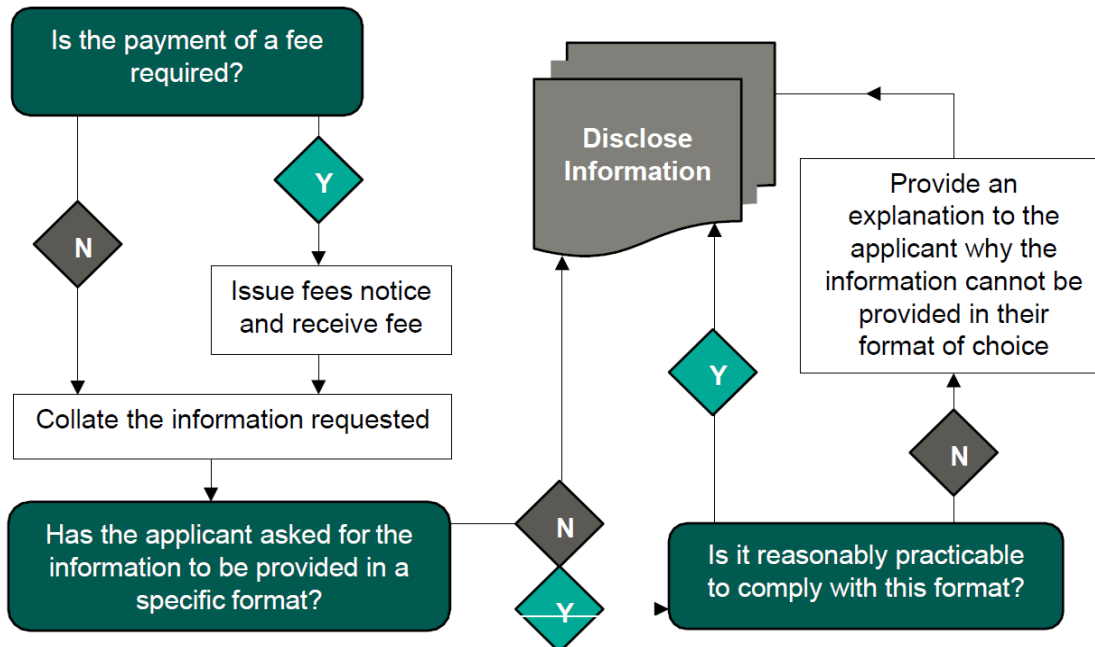 Is the payment of a fee
required?
Y
N
Issue fees notice
and receive fee
Collate the information requested
Has the applicant asked for the
information to be provided in a
specific format?
N
Y
Disclose
Information
Y
Is it reasonably practicable
to comply with this format?
N
Provide an
explanation to the
applicant why the
information cannot be
provided in their
format of choice